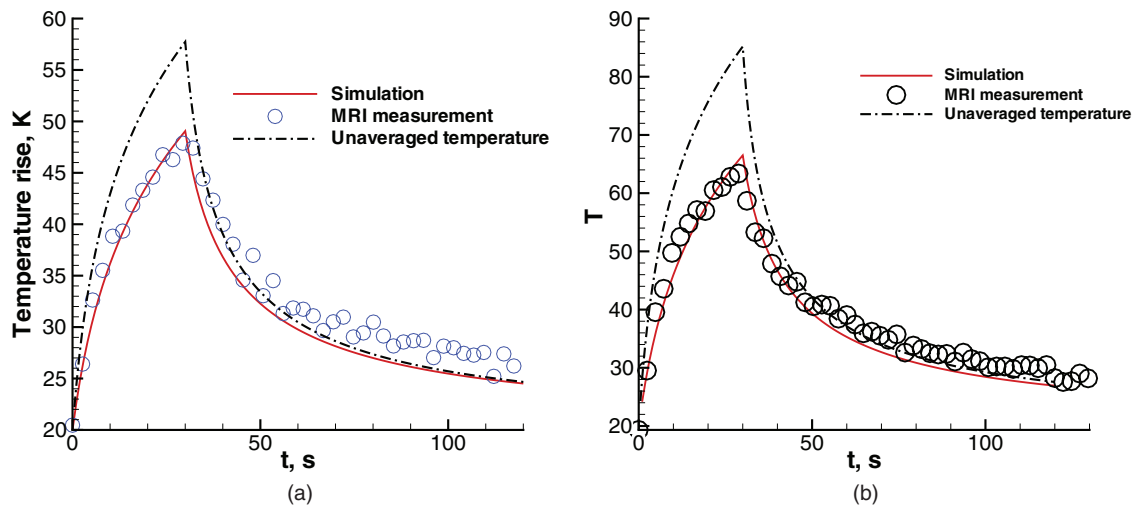 60
55
50
45
40
35
30
25
20
0
50
100
Temperature rise, K
t, s
Simulation
MRI measurement
Unaveraged temperature
(a)
90
80
70
60
50
40
30
20
0
50
100
T
t, s
Simulation
MRI measurement
Unaveraged temperature
(b)